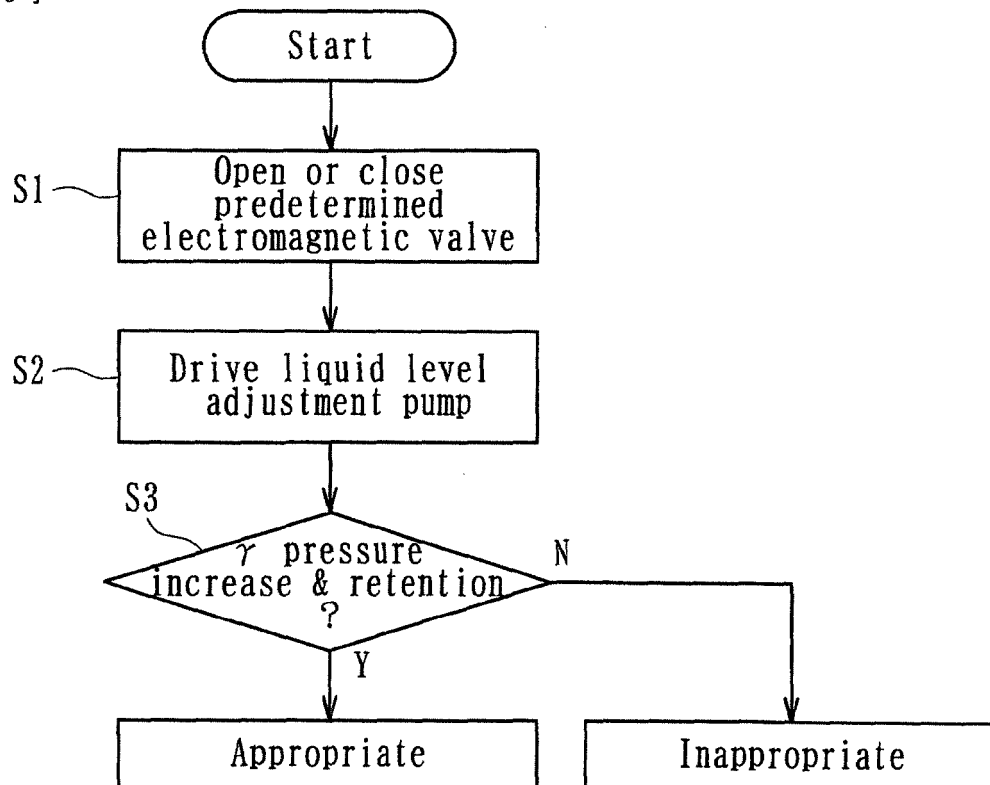 Start
S1
Open or close
predetermined
electromagnetic valve
S2
Drive liquid level
adjustment pump
S3
γ pressure
increase & retention
?
N
Y
Appropriate
Inappropriate